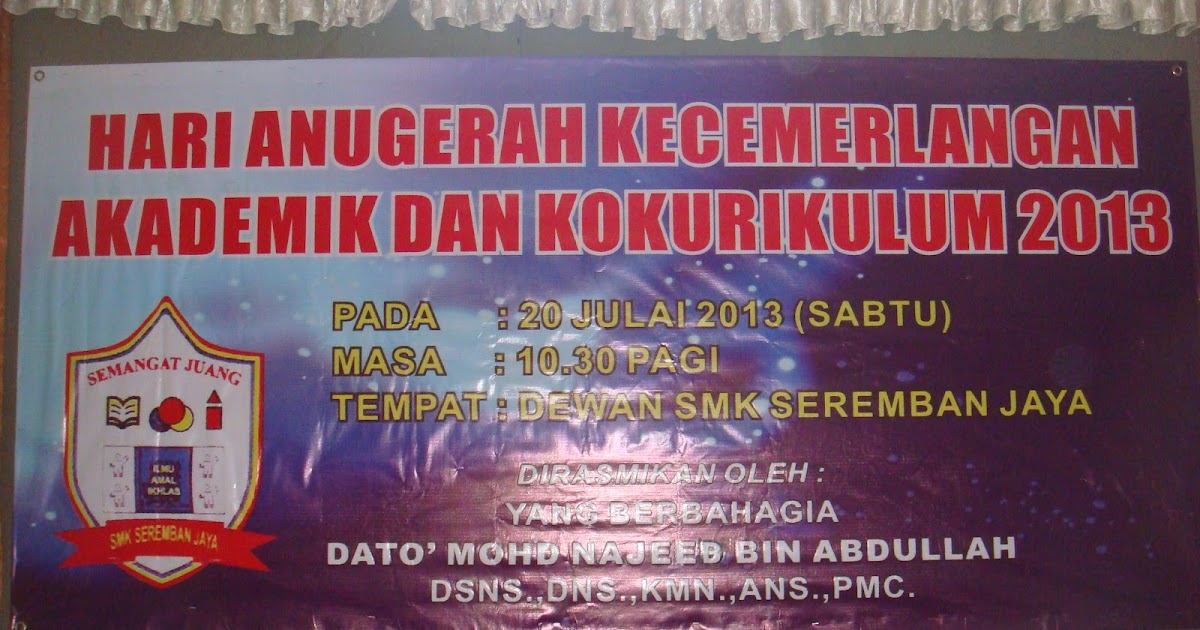 HARI ANUGERAH KECEMERLANGAN
AKADEMIK DAN KOKURIKULUM 2013
PADA : 20 JULAI 2013 (SABTU)
MASA : 10.30 PAGI
TEMPAT : DEWAN SMK SEREMBAN JAYA
SEMANGAT JUANG
ILMU
AMAL
IKHLAS
SMK SEREMBAN JAYA
DIRASMIKAN OLEH :
YANG BERBAHAGIA
DATO' MOHD NAJEEB BIN ABDULLAH
DSNS.,DNS.,KMN.,ANS.,PMC.